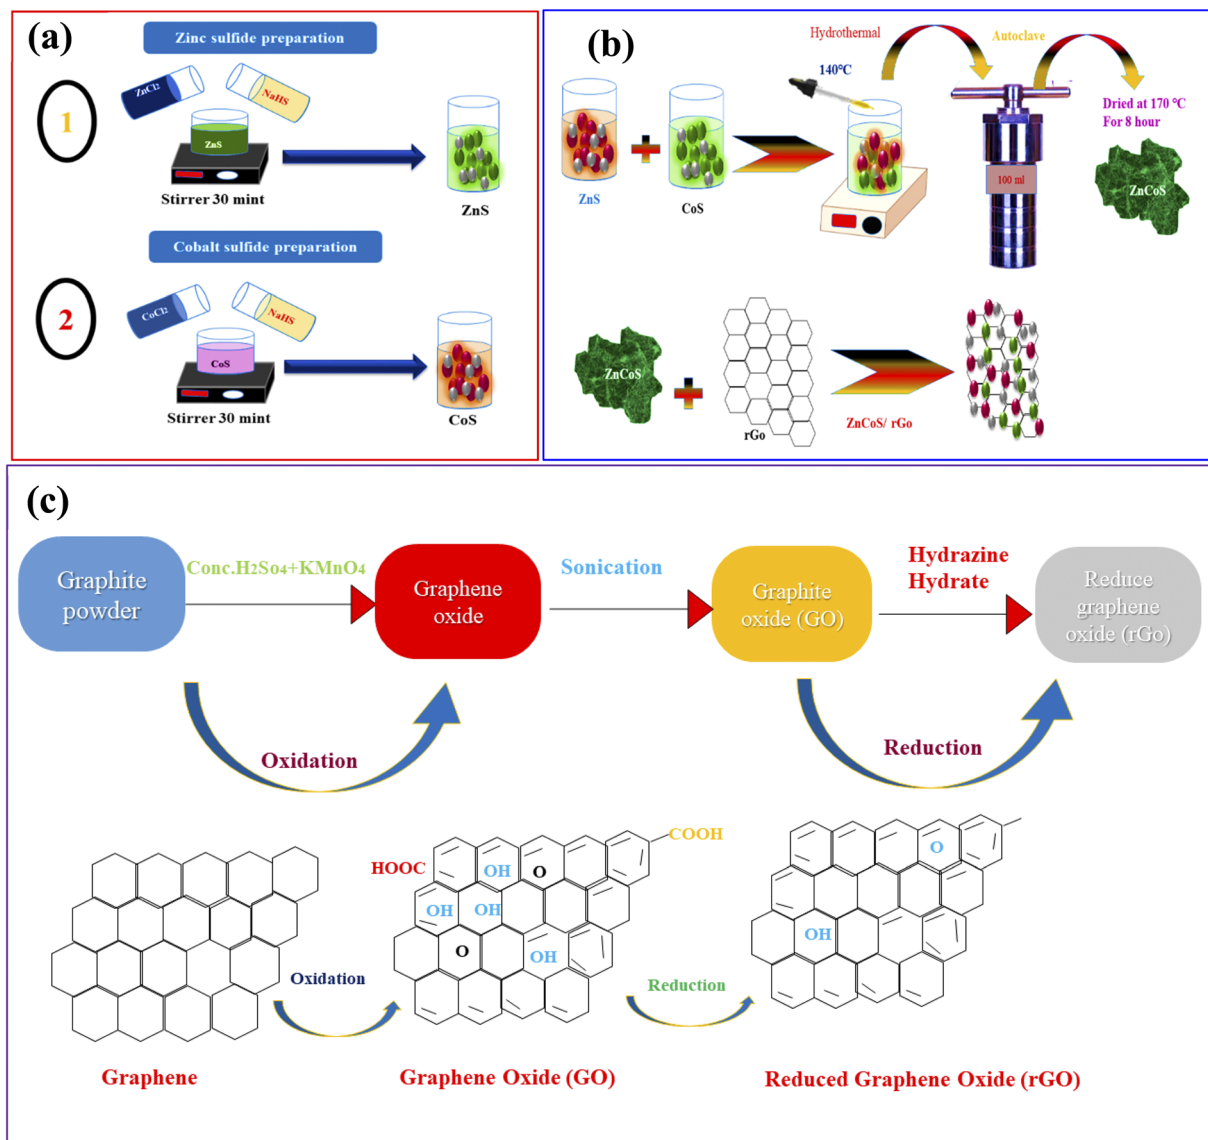 (a)
Zinc sulfide preparation
1
ZnCl2
NaHS
ZnS
Stirrer 30 mint
ZnS
Cobalt sulfide preparation
2
CoCl2
NaHS
CoS
Stirrer 30 mint
CoS
(b)
Hydrothermal
Autoclave
140℃
Dried at 170 ℃
For 8 hour
100 ml
ZnCoS
ZnS
CoS
ZnCoS
rGo
ZnCoS/ rGo
(c)
Graphite
powder
Conc.H2So4+KMnO4
Graphene
oxide
Sonication
Graphite
oxide (GO)
Hydrazine
Hydrate
Reduce
graphene
oxide (rGo)
Oxidation
Reduction
COOH
HOOC
OH
O
OH
OH
O
OH
O
OH
Oxidation
Reduction
Graphene
Graphene Oxide (GO)
Reduced Graphene Oxide (rGO)